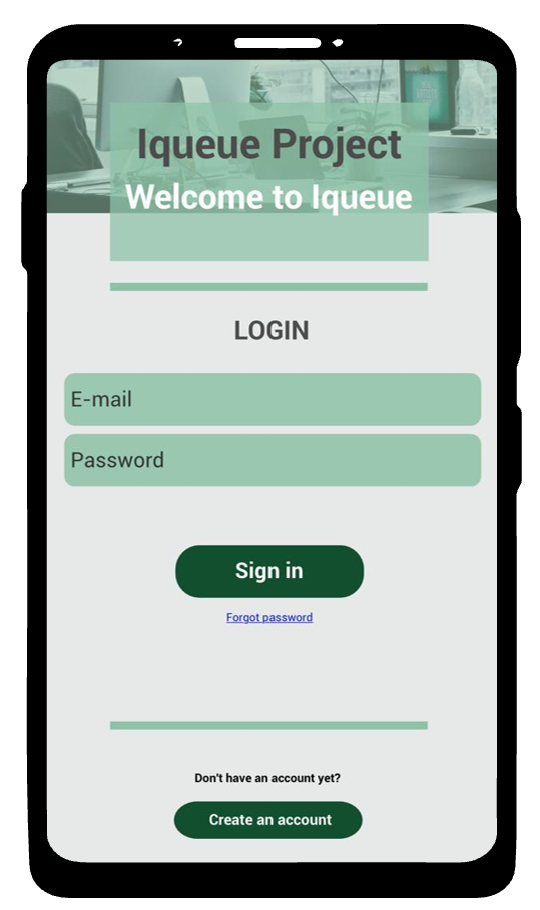 Iqueue Project
Welcome to Iqueue
LOGIN
E-mail
Password
Sign in
Forgot password
Don't have an account yet?
Create an account